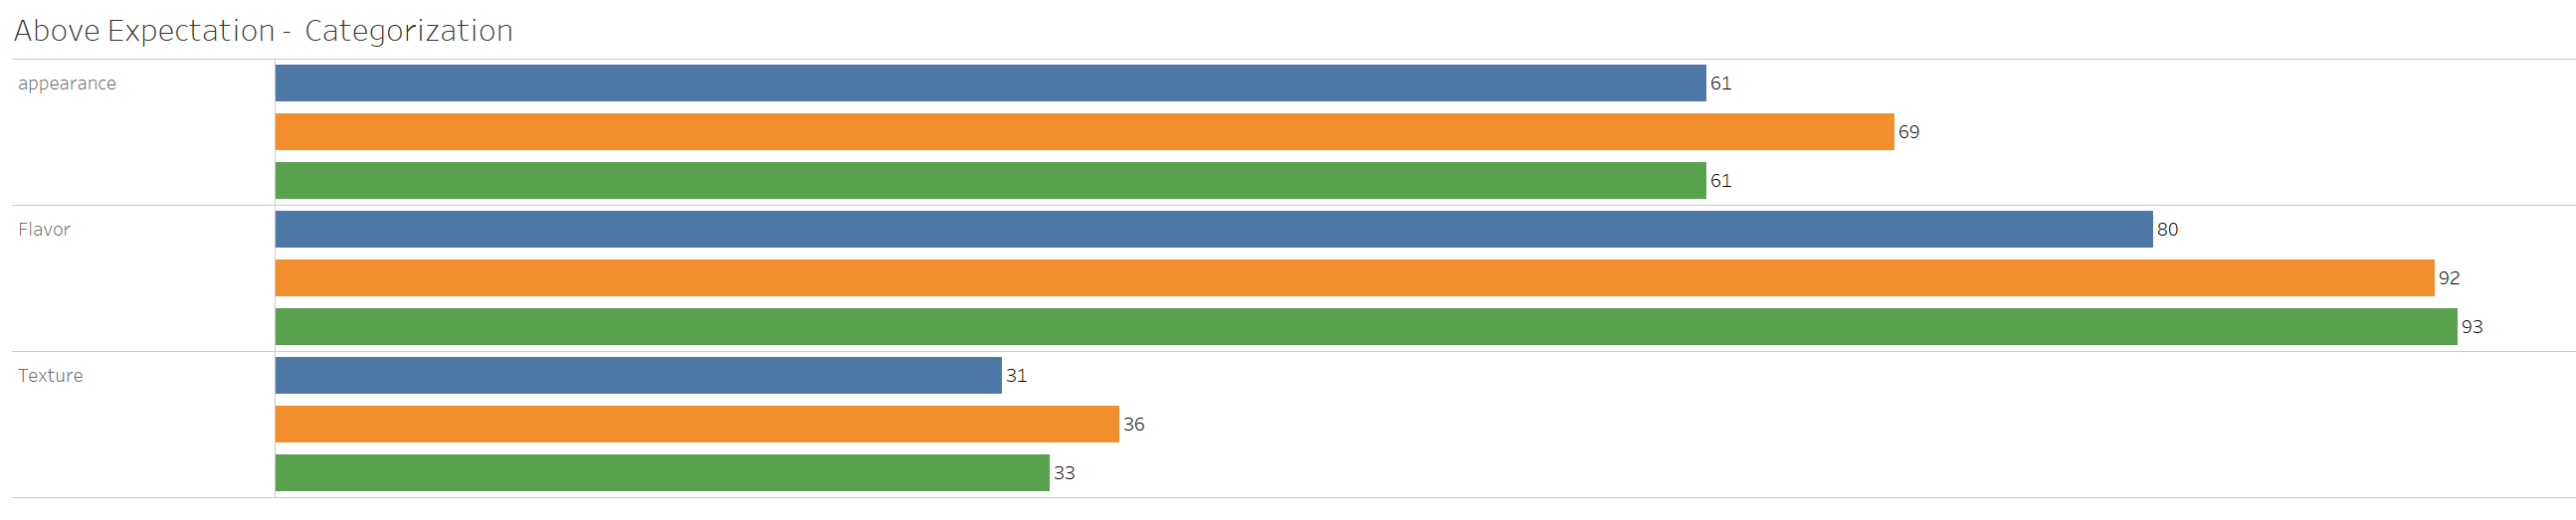 Above Expectation - Categorization
appearance
61
69
61
Flavor
80
92
93
Texture
31
36
33